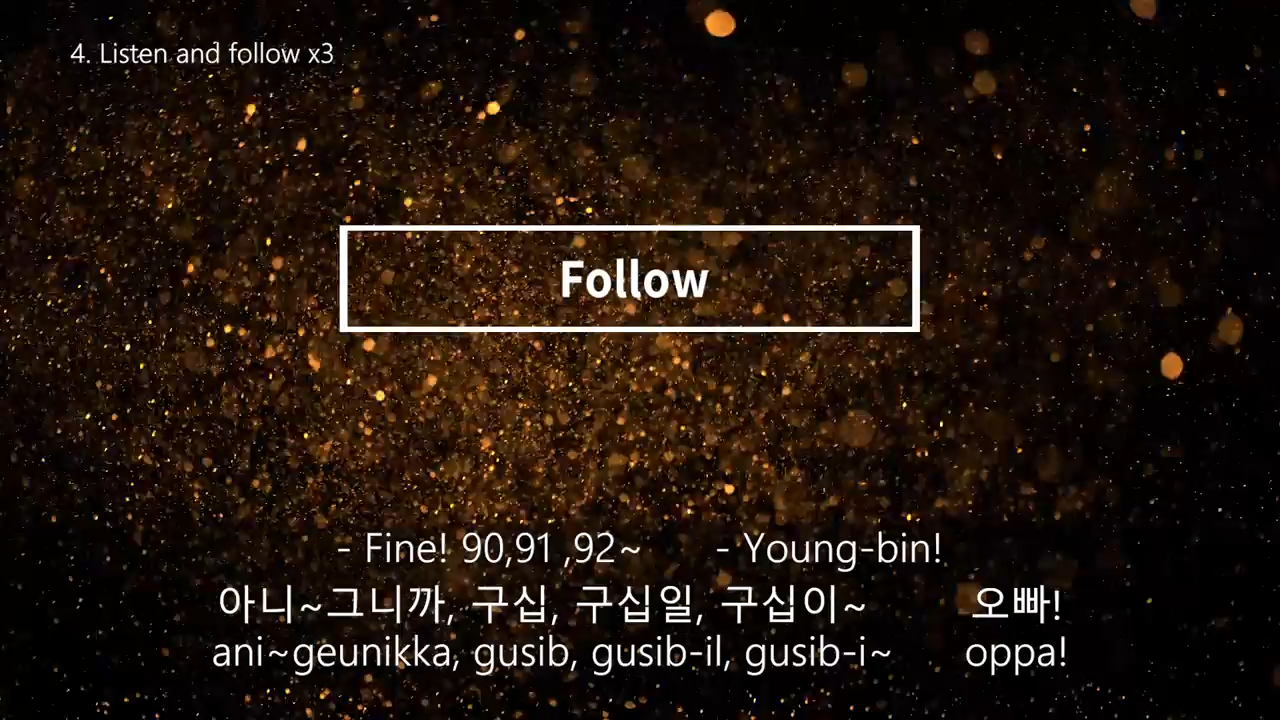 4. Listen and follow x3
Follow
- Fine! 90,91 ,92~ - Young-bin!
아니~그니까, 구십, 구십일, 구십이~ 오빠!
ani~geunikka, gusib, gusib-il, gusib-i~ oppa!